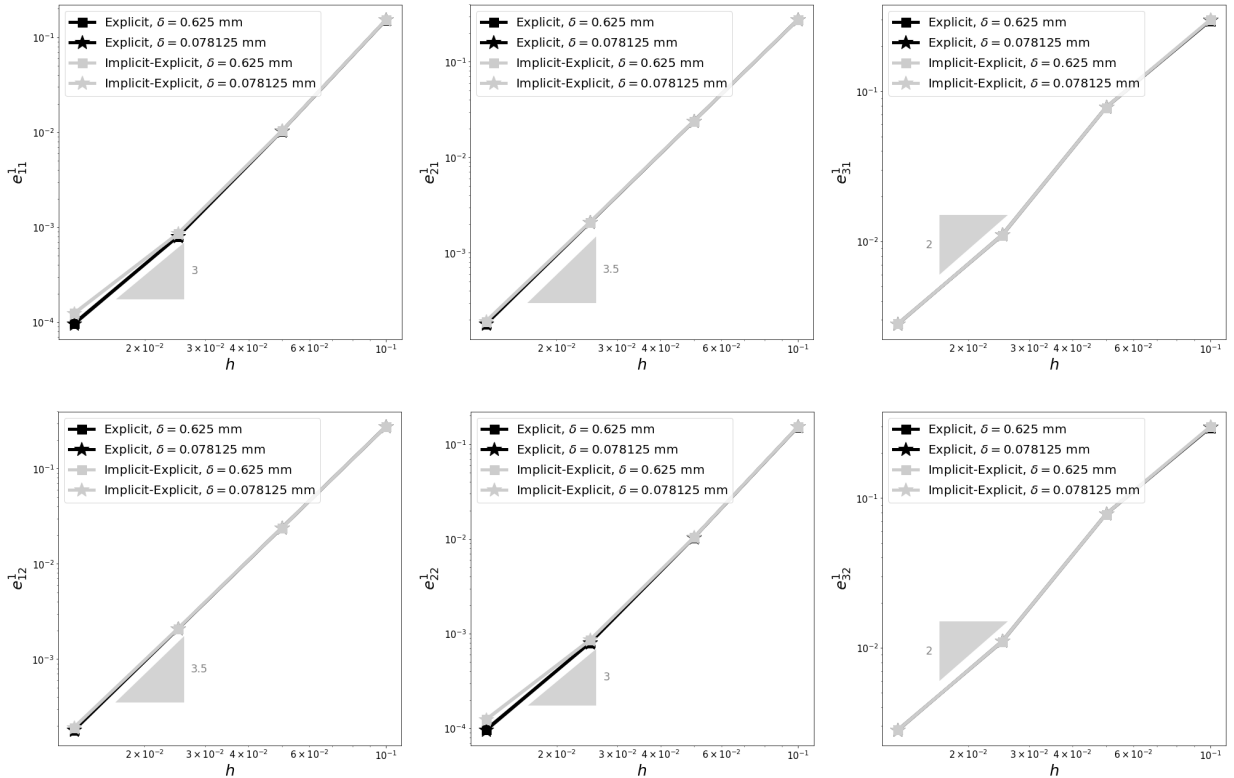 Explicit, δ = 0.625 mm
Explicit, δ = 0.078125 mm
Implicit-Explicit, δ = 0.625 mm
Implicit-Explicit, δ = 0.078125 mm
10⁻¹
10⁻²
10⁻³
10⁻⁴
e¹₁₁
3
2 × 10⁻² 3 × 10⁻² 4 × 10⁻² 6 × 10⁻² 10⁻¹
h
Explicit, δ = 0.625 mm
Explicit, δ = 0.078125 mm
Implicit-Explicit, δ = 0.625 mm
Implicit-Explicit, δ = 0.078125 mm
10⁻¹
10⁻²
10⁻³
e¹₂₁
3.5
2 × 10⁻² 3 × 10⁻² 4 × 10⁻² 6 × 10⁻² 10⁻¹
h
Explicit, δ = 0.625 mm
Explicit, δ = 0.078125 mm
Implicit-Explicit, δ = 0.625 mm
Implicit-Explicit, δ = 0.078125 mm
10⁻¹
10⁻²
e¹₃₁
2
2 × 10⁻² 3 × 10⁻² 4 × 10⁻² 6 × 10⁻² 10⁻¹
h
Explicit, δ = 0.625 mm
Explicit, δ = 0.078125 mm
Implicit-Explicit, δ = 0.625 mm
Implicit-Explicit, δ = 0.078125 mm
10⁻¹
10⁻²
10⁻³
e¹₁₂
3.5
2 × 10⁻² 3 × 10⁻² 4 × 10⁻² 6 × 10⁻² 10⁻¹
h
Explicit, δ = 0.625 mm
Explicit, δ = 0.078125 mm
Implicit-Explicit, δ = 0.625 mm
Implicit-Explicit, δ = 0.078125 mm
10⁻¹
10⁻²
10⁻³
10⁻⁴
e¹₂₂
3
2 × 10⁻² 3 × 10⁻² 4 × 10⁻² 6 × 10⁻² 10⁻¹
h
Explicit, δ = 0.625 mm
Explicit, δ = 0.078125 mm
Implicit-Explicit, δ = 0.625 mm
Implicit-Explicit, δ = 0.078125 mm
10⁻¹
10⁻²
e¹₃₂
2
2 × 10⁻² 3 × 10⁻² 4 × 10⁻² 6 × 10⁻² 10⁻¹
h